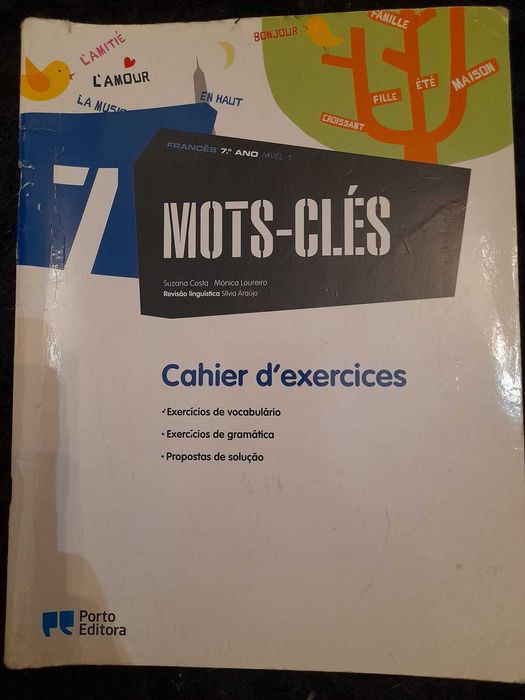 L'AMITIÉ
L'AMOUR
LA MUSI
EN HAUT
BONJOUR
FAMILLE
CROISSANT
FILLE
ÉTÉ
MAISON
7
FRANCÊS 7.º ANO NÍVEL 1
MOTS-CLÉS
Suzana Costa Mónica Loureiro
Revisão linguística Sílvia Araújo
Cahier d'exercices
• Exercícios de vocabulário
• Exercícios de gramática
• Propostas de solução
Porto
Editora